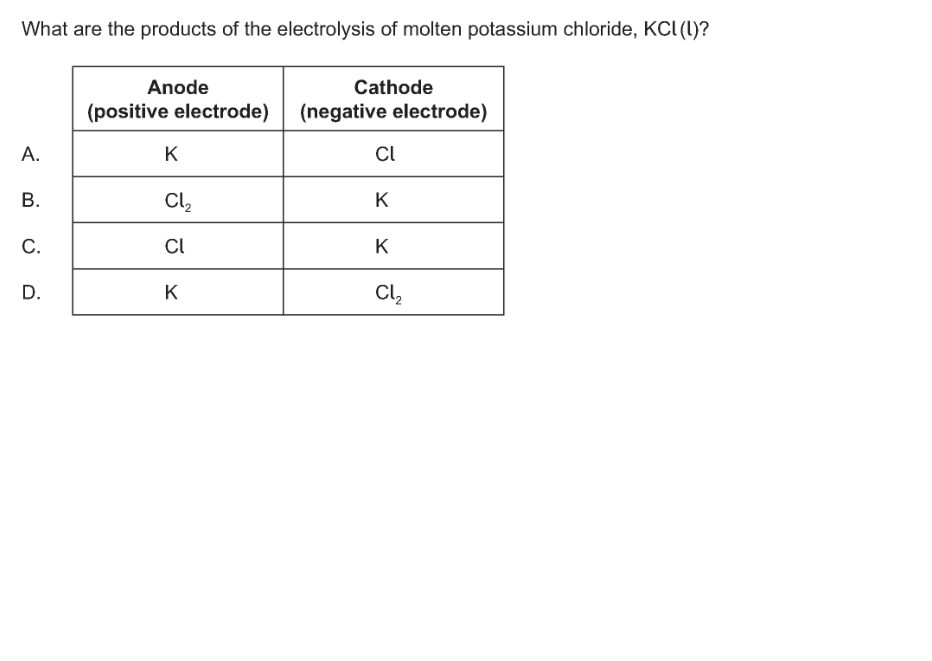 What are the products of the electrolysis of molten potassium chloride, KCl(l)?
Anode Cathode
(positive electrode) (negative electrode)
A. K Cl
B. Cl₂ K
C. Cl K
D. K Cl₂